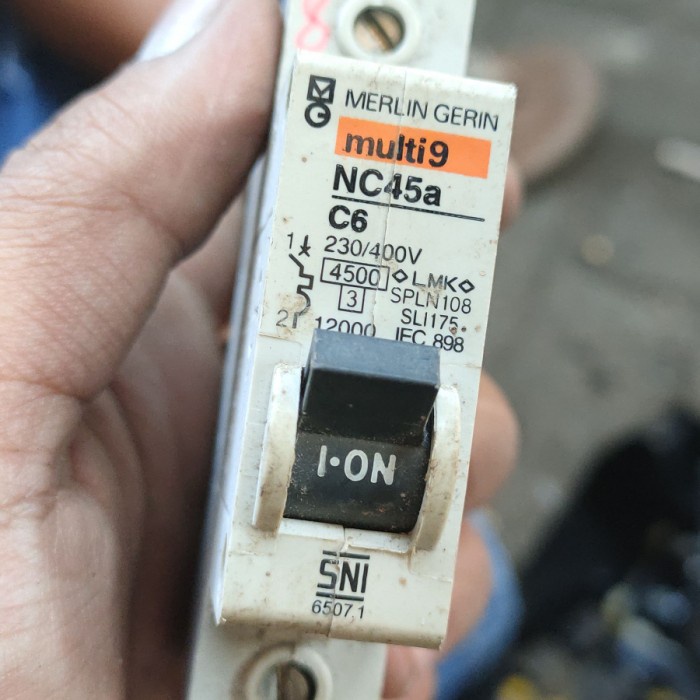 8
MERLIN GERIN
multi9
NC45a
C6
1 230/400V
4500 ◇LMK◇
3 SPLN108
SLI175
2 12000 IEC 898
I·ON
SNI
6507.1